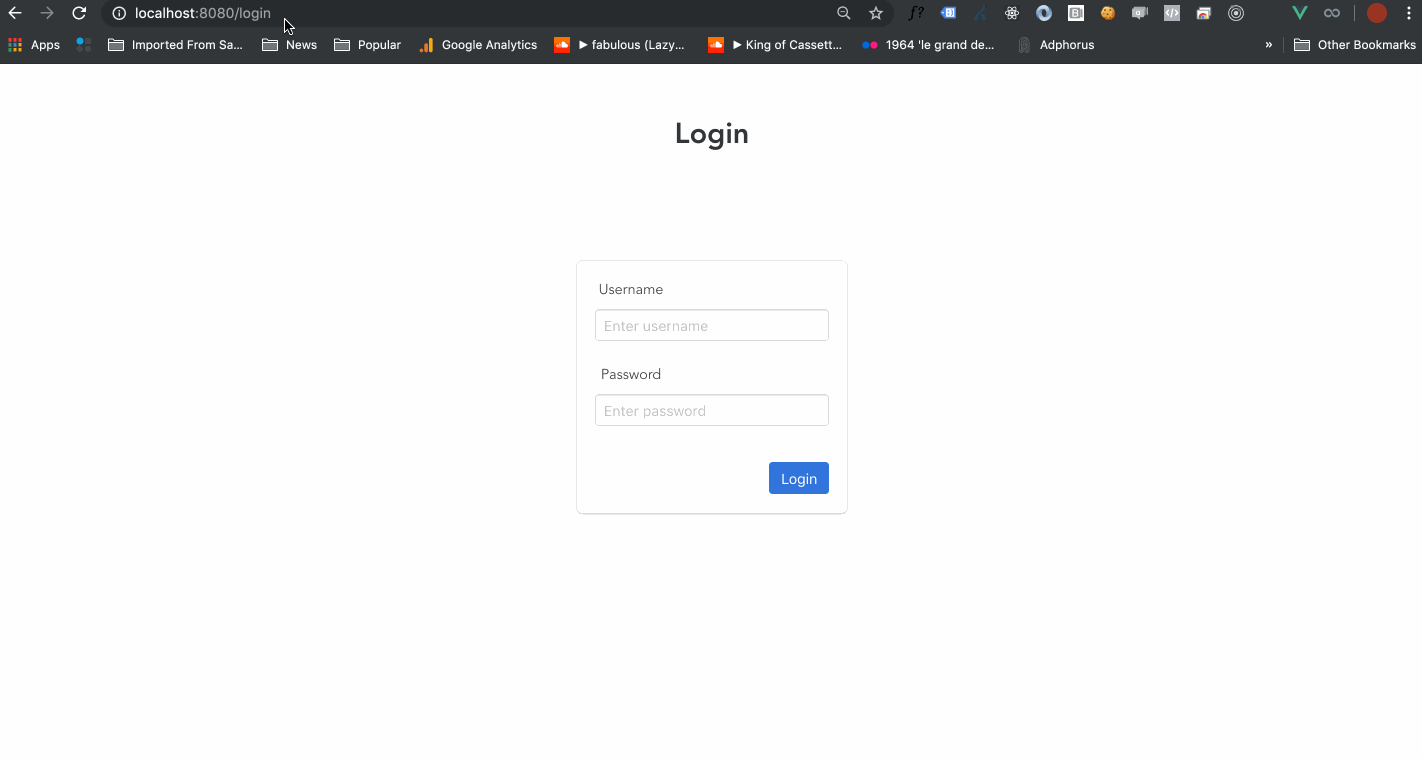 localhost:8080/login
f?
Apps Imported From Sa... News Popular Google Analytics ▶ fabulous (Lazy... ▶ King of Cassett... 1964 'le grand de... Adphorus » Other Bookmarks
Login
Username
Enter username
Password
Enter password
Login